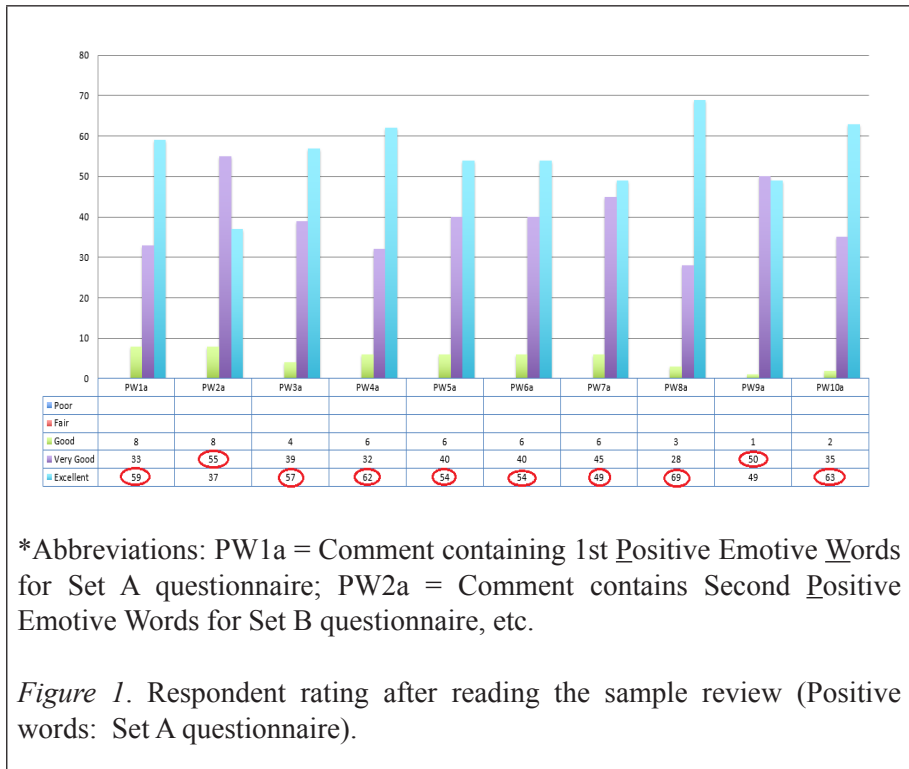 80
70
60
50
40
30
20
10
0
PW1a PW2a PW3a PW4a PW5a PW6a PW7a PW8a PW9a PW10a
Poor
Fair
Good 8 8 4 6 6 6 6 3 1 2
Very Good 33 55 39 32 40 40 45 28 50 35
Excellent 59 37 57 62 54 54 49 69 49 63
*Abbreviations: PW1a = Comment containing 1st Positive Emotive Words
for Set A questionnaire; PW2a = Comment contains Second Positive
Emotive Words for Set B questionnaire, etc.
Figure 1. Respondent rating after reading the sample review (Positive
words: Set A questionnaire).